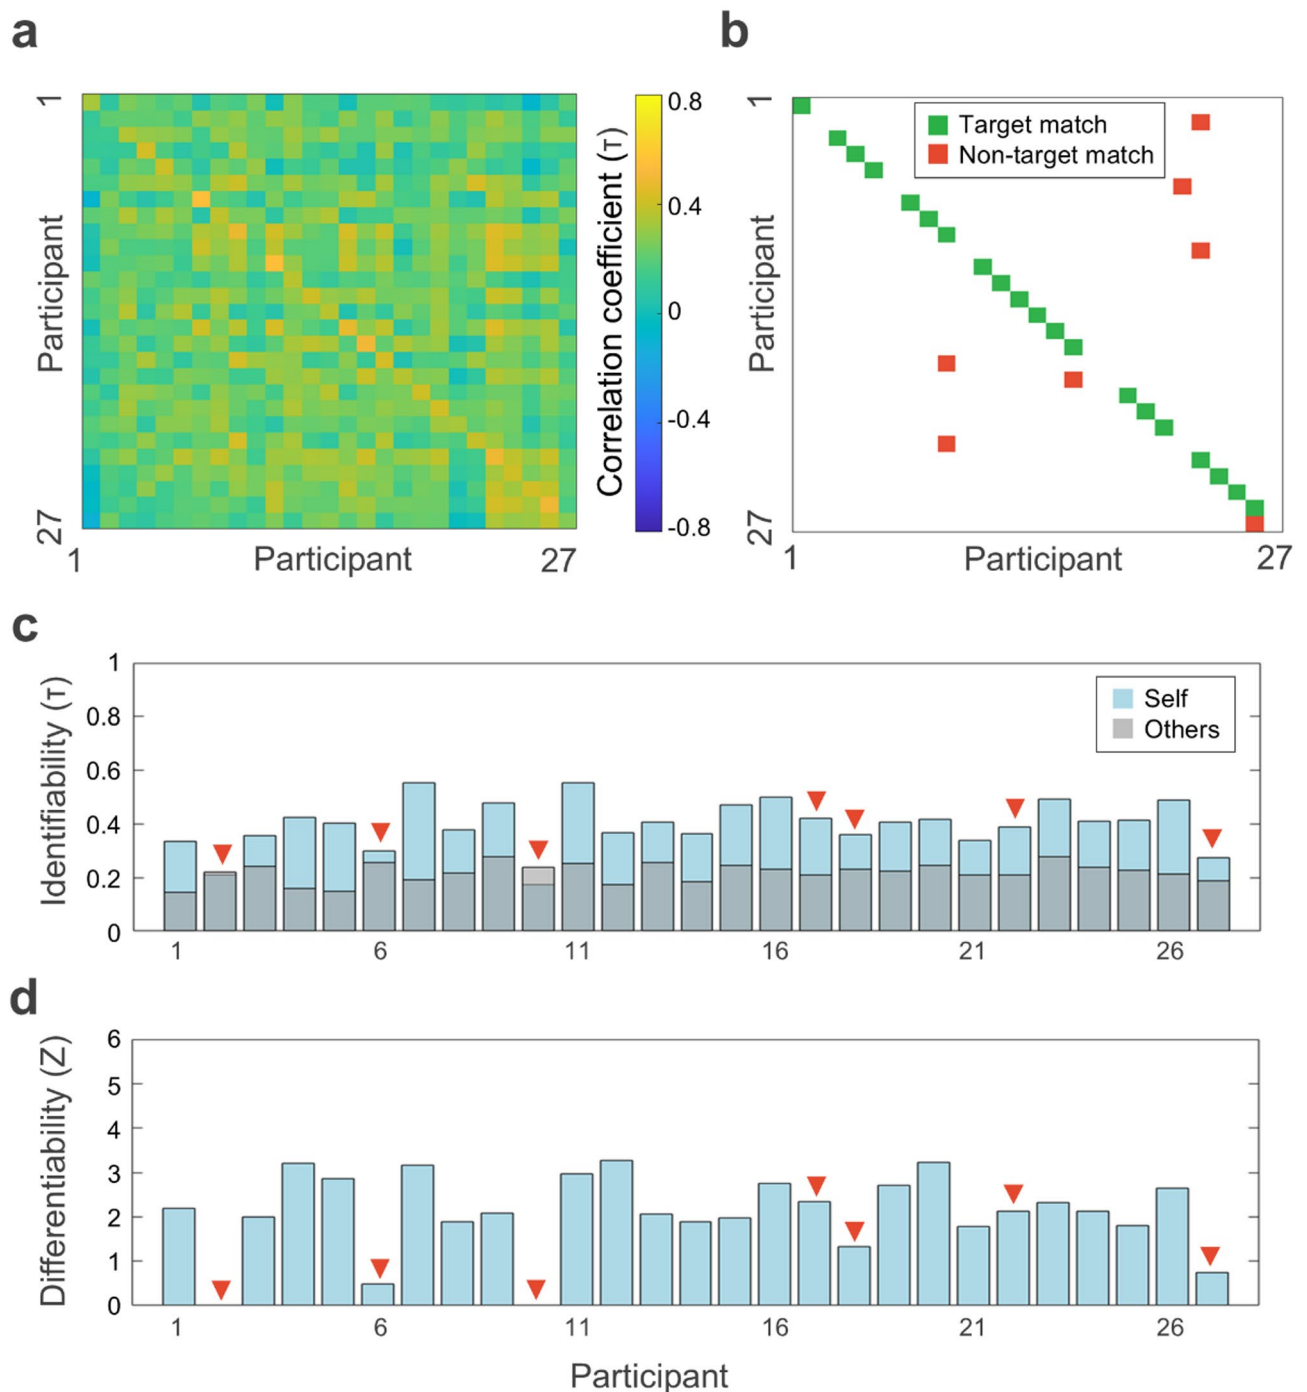 a
1
Participant
27
1
Participant
27
0.8
0.4
0
-0.4
-0.8
Correlation coefficient (τ)
b
1
Participant
27
1
Participant
27
Target match
Non-target match
c
Identifiability (τ)
1
0.8
0.6
0.4
0.2
0
Self
Others
1 6 11 16 21 26
d
Differentiability (Z)
6
5
4
3
2
1
0
1 6 11 16 21 26
Participant